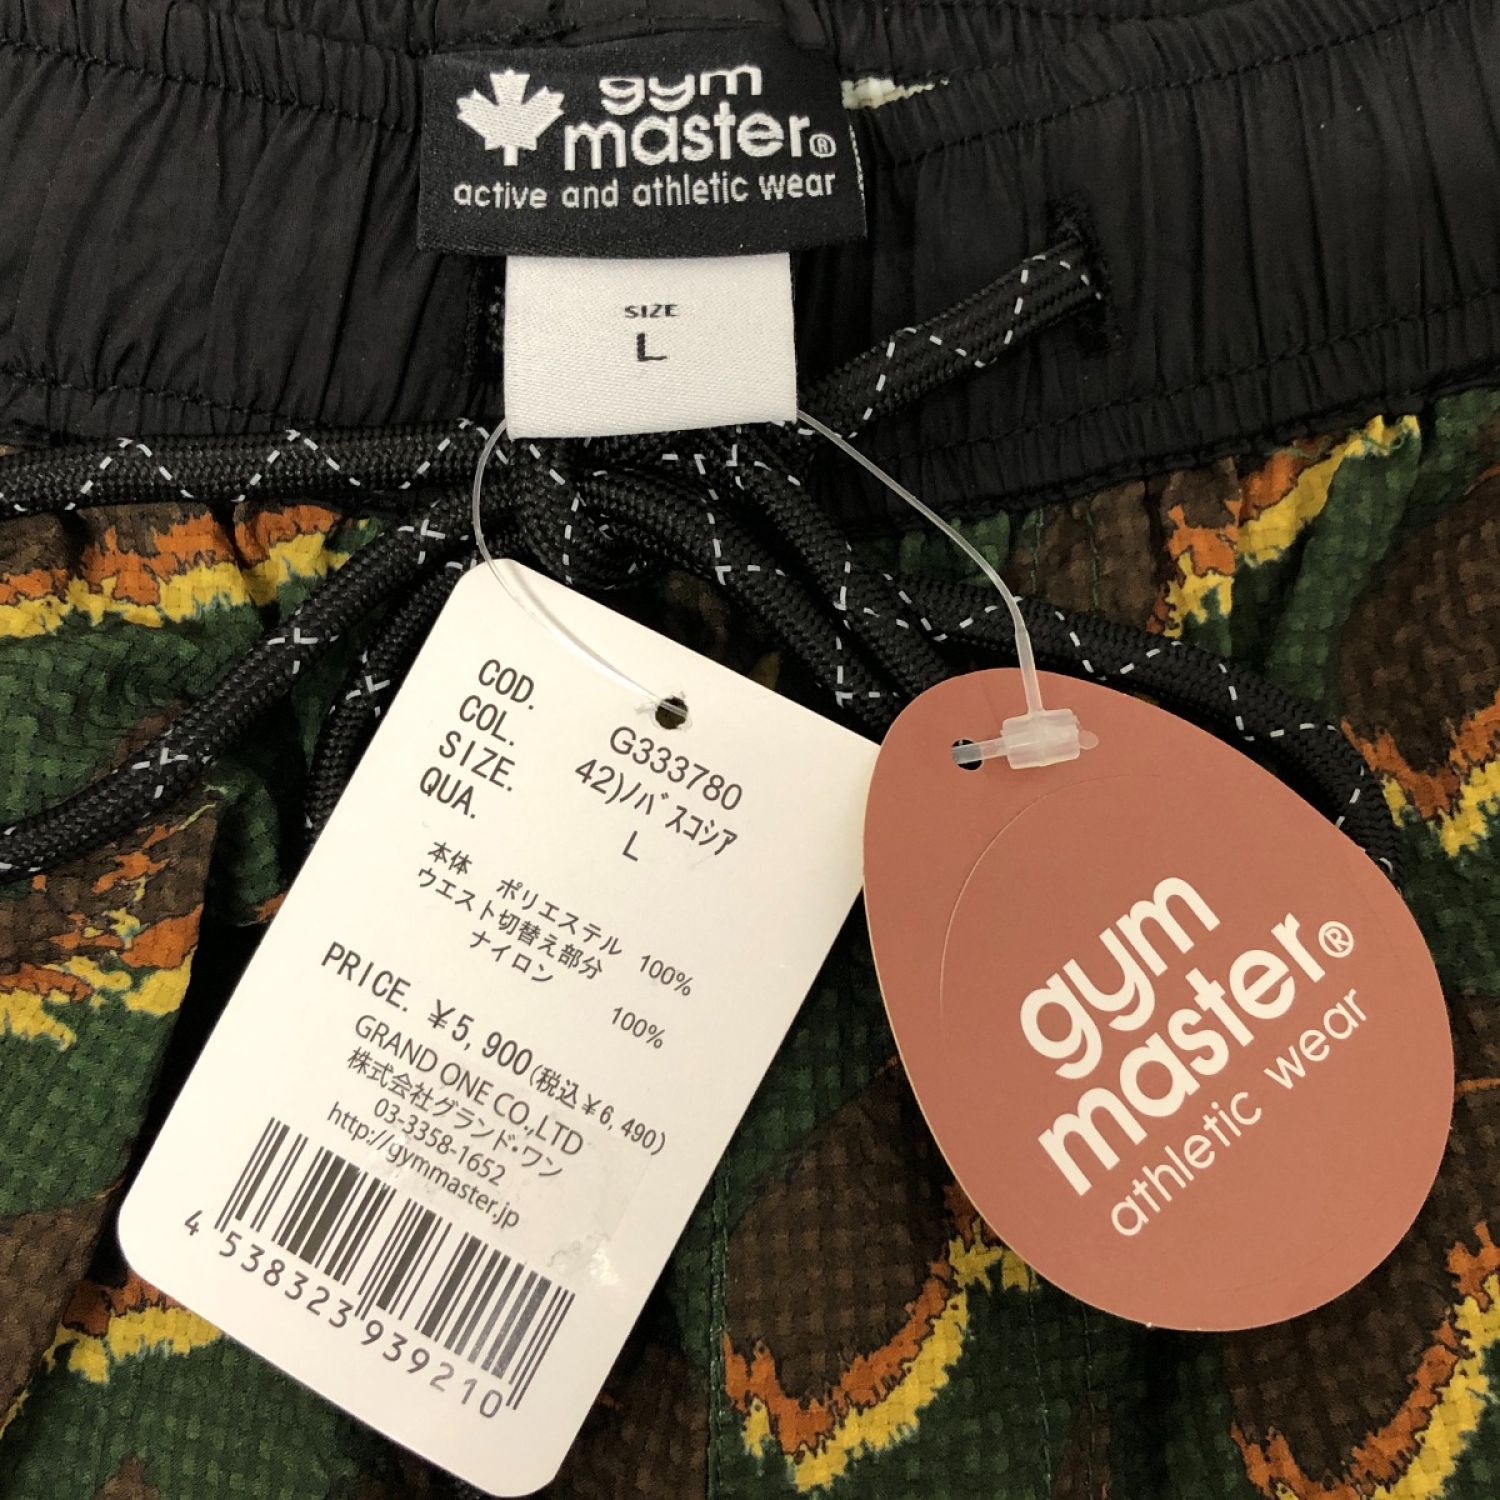 gym
master®
active and athletic wear
SIZE
L
COD. G333780
COL. 42)ノバスコシア
SIZE. L
QUA.
本体 ポリエステル 100%
ウエスト切替え部分
ナイロン 100%
PRICE. ¥5,900(税込¥6,490)
GRAND ONE CO.,LTD
株式会社グランド・ワン
03-3358-1652
http://gymmaster.jp
4 538323 939210
gym
master®
athletic wear